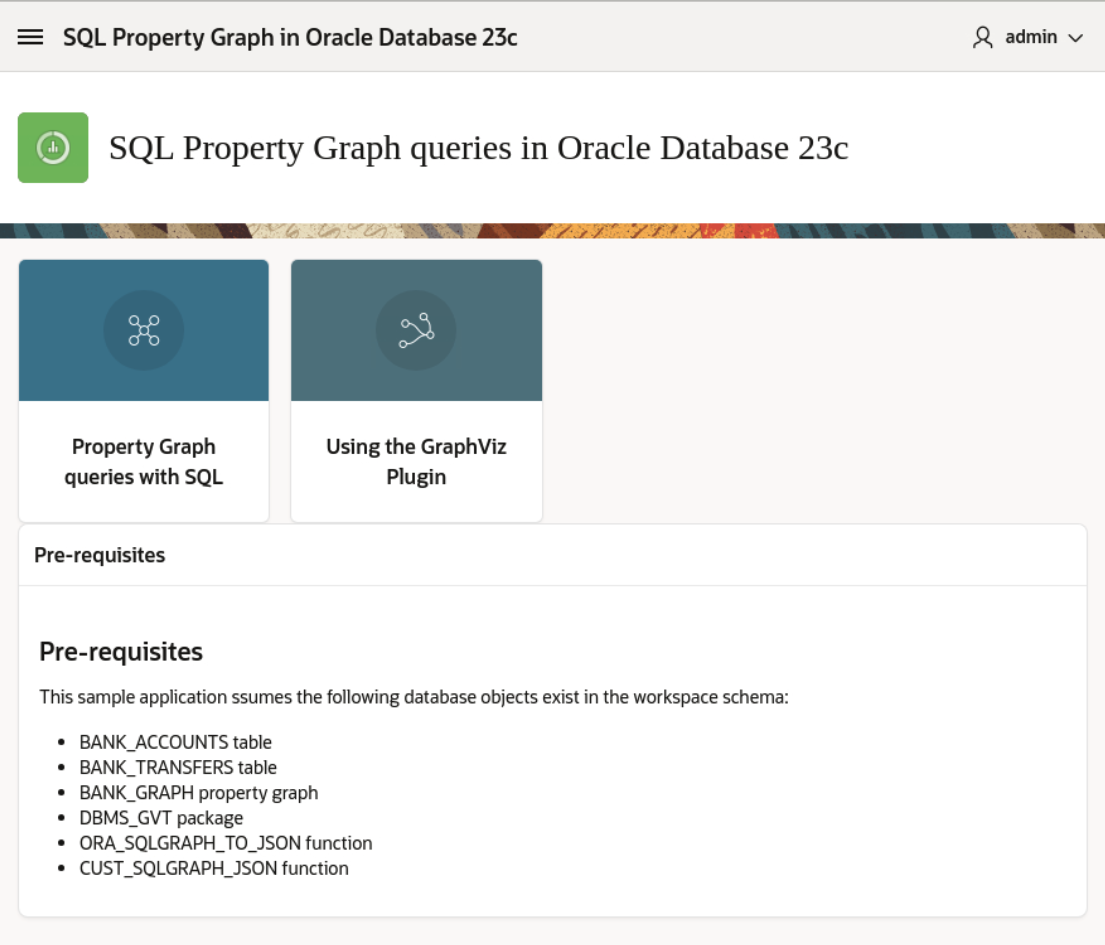 SQL Property Graph in Oracle Database 23c
admin
SQL Property Graph queries in Oracle Database 23c
Property Graph
queries with SQL
Using the GraphViz
Plugin
Pre-requisites
Pre-requisites
This sample application ssumes the following database objects exist in the workspace schema:
• BANK_ACCOUNTS table
• BANK_TRANSFERS table
• BANK_GRAPH property graph
• DBMS_GVT package
• ORA_SQLGRAPH_TO_JSON function
• CUST_SQLGRAPH_JSON function